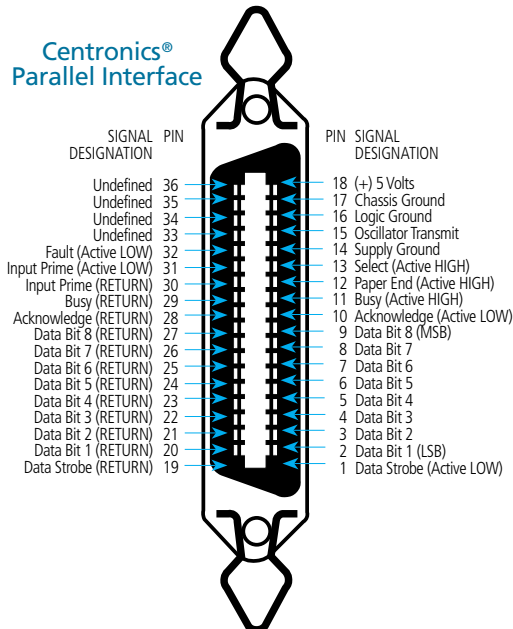 Centronics®
Parallel Interface
SIGNAL PIN
DESIGNATION
Undefined 36
Undefined 35
Undefined 34
Undefined 33
Fault (Active LOW) 32
Input Prime (Active LOW) 31
Input Prime (RETURN) 30
Busy (RETURN) 29
Acknowledge (RETURN) 28
Data Bit 8 (RETURN) 27
Data Bit 7 (RETURN) 26
Data Bit 6 (RETURN) 25
Data Bit 5 (RETURN) 24
Data Bit 4 (RETURN) 23
Data Bit 3 (RETURN) 22
Data Bit 2 (RETURN) 21
Data Bit 1 (RETURN) 20
Data Strobe (RETURN) 19
PIN SIGNAL
DESIGNATION
18 (+) 5 Volts
17 Chassis Ground
16 Logic Ground
15 Oscillator Transmit
14 Supply Ground
13 Select (Active HIGH)
12 Paper End (Active HIGH)
11 Busy (Active HIGH)
10 Acknowledge (Active LOW)
9 Data Bit 8 (MSB)
8 Data Bit 7
7 Data Bit 6
6 Data Bit 5
5 Data Bit 4
4 Data Bit 3
3 Data Bit 2
2 Data Bit 1 (LSB)
1 Data Strobe (Active LOW)